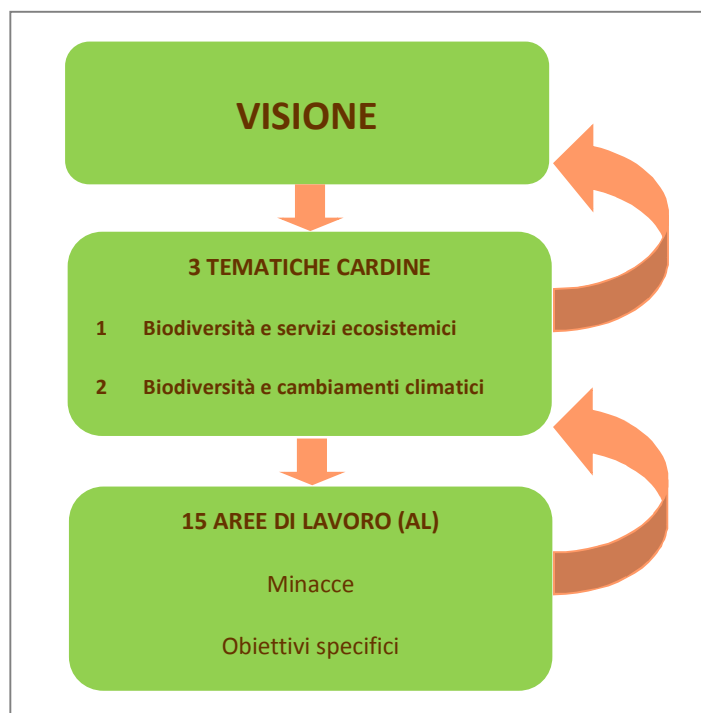 VISIONE
3 TEMATICHE CARDINE
1 Biodiversità e servizi ecosistemici
2 Biodiversità e cambiamenti climatici
15 AREE DI LAVORO (AL)
Minacce
Obiettivi specifici